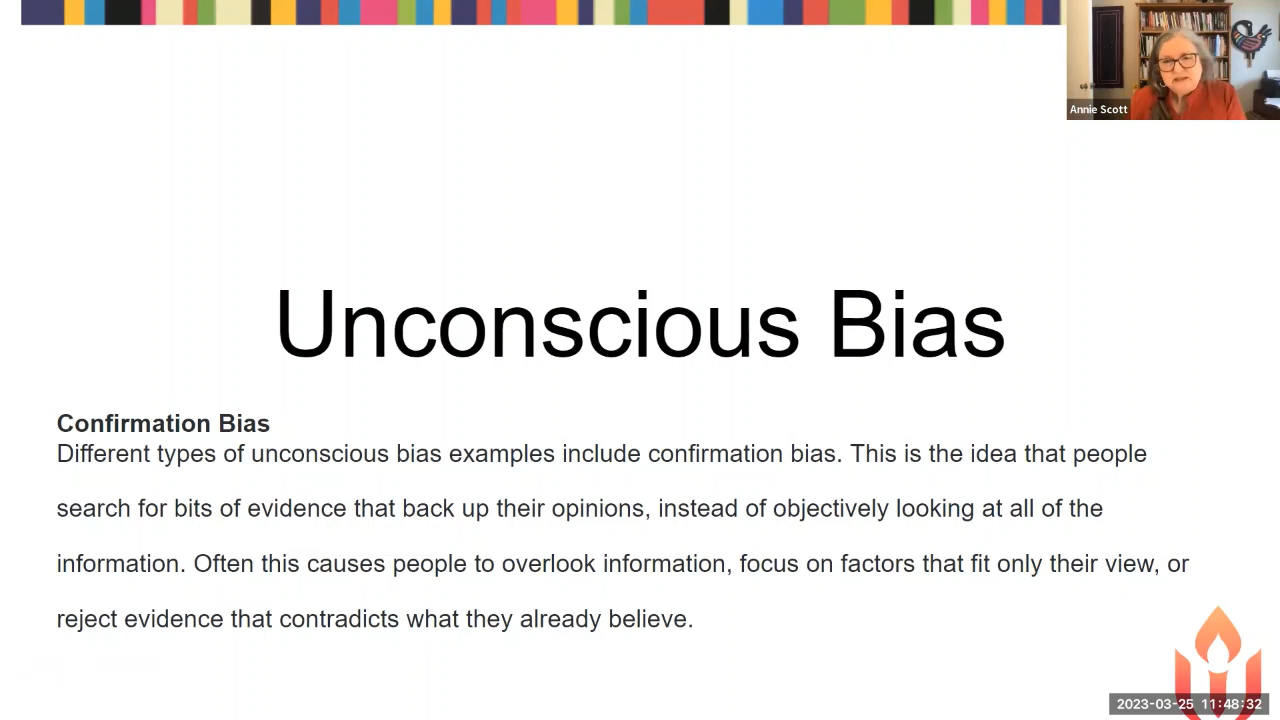 Annie Scott
Unconscious Bias
Confirmation Bias
Different types of unconscious bias examples include confirmation bias. This is the idea that people
search for bits of evidence that back up their opinions, instead of objectively looking at all of the
information. Often this causes people to overlook information, focus on factors that fit only their view, or
reject evidence that contradicts what they already believe.
2023-03-25 11:48:32